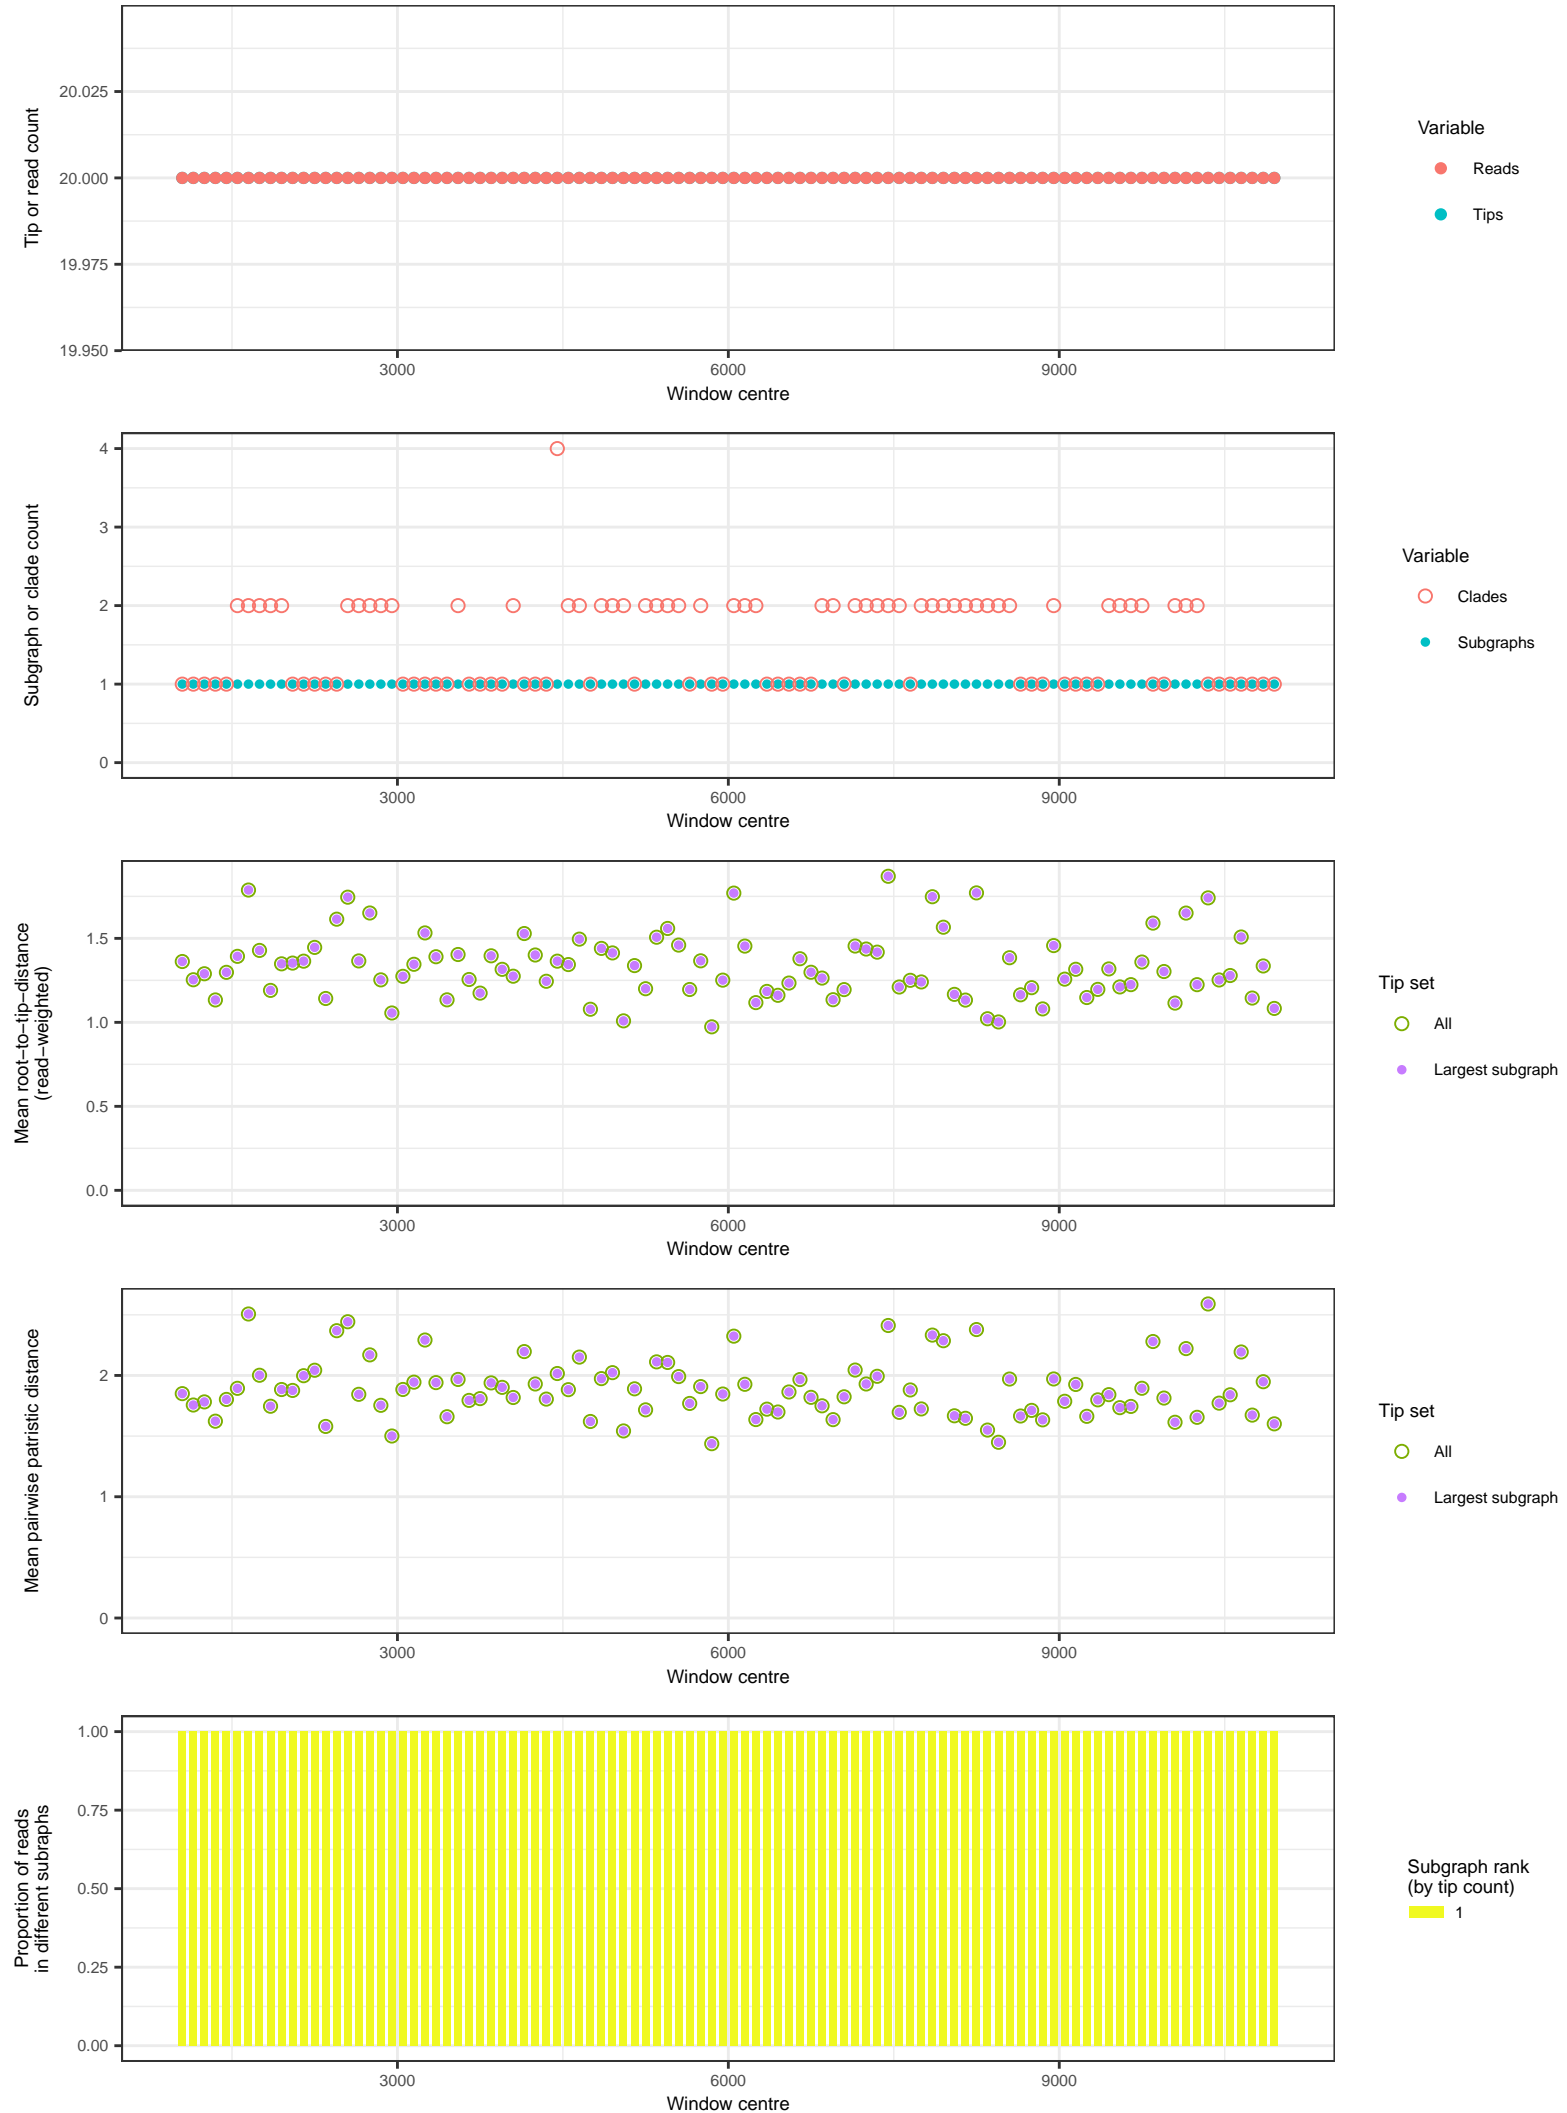 20.025
20.000
19.975
19.950
Tip or read count
3000
6000
9000
Window centre
Variable
Reads
Tips
4
3
2
1
0
Subgraph or clade count
3000
6000
9000
Window centre
Variable
Clades
Subgraphs
1.5
1.0
0.5
0.0
Mean root−to−tip−distance
(read−weighted)
3000
6000
9000
Window centre
Tip set
All
Largest subgraph
2
1
0
Mean pairwise patristic distance
3000
6000
9000
Window centre
Tip set
All
Largest subgraph
1.00
0.75
0.50
0.25
0.00
Proportion of reads
in different subraphs
3000
6000
9000
Window centre
Subgraph rank
(by tip count)
1